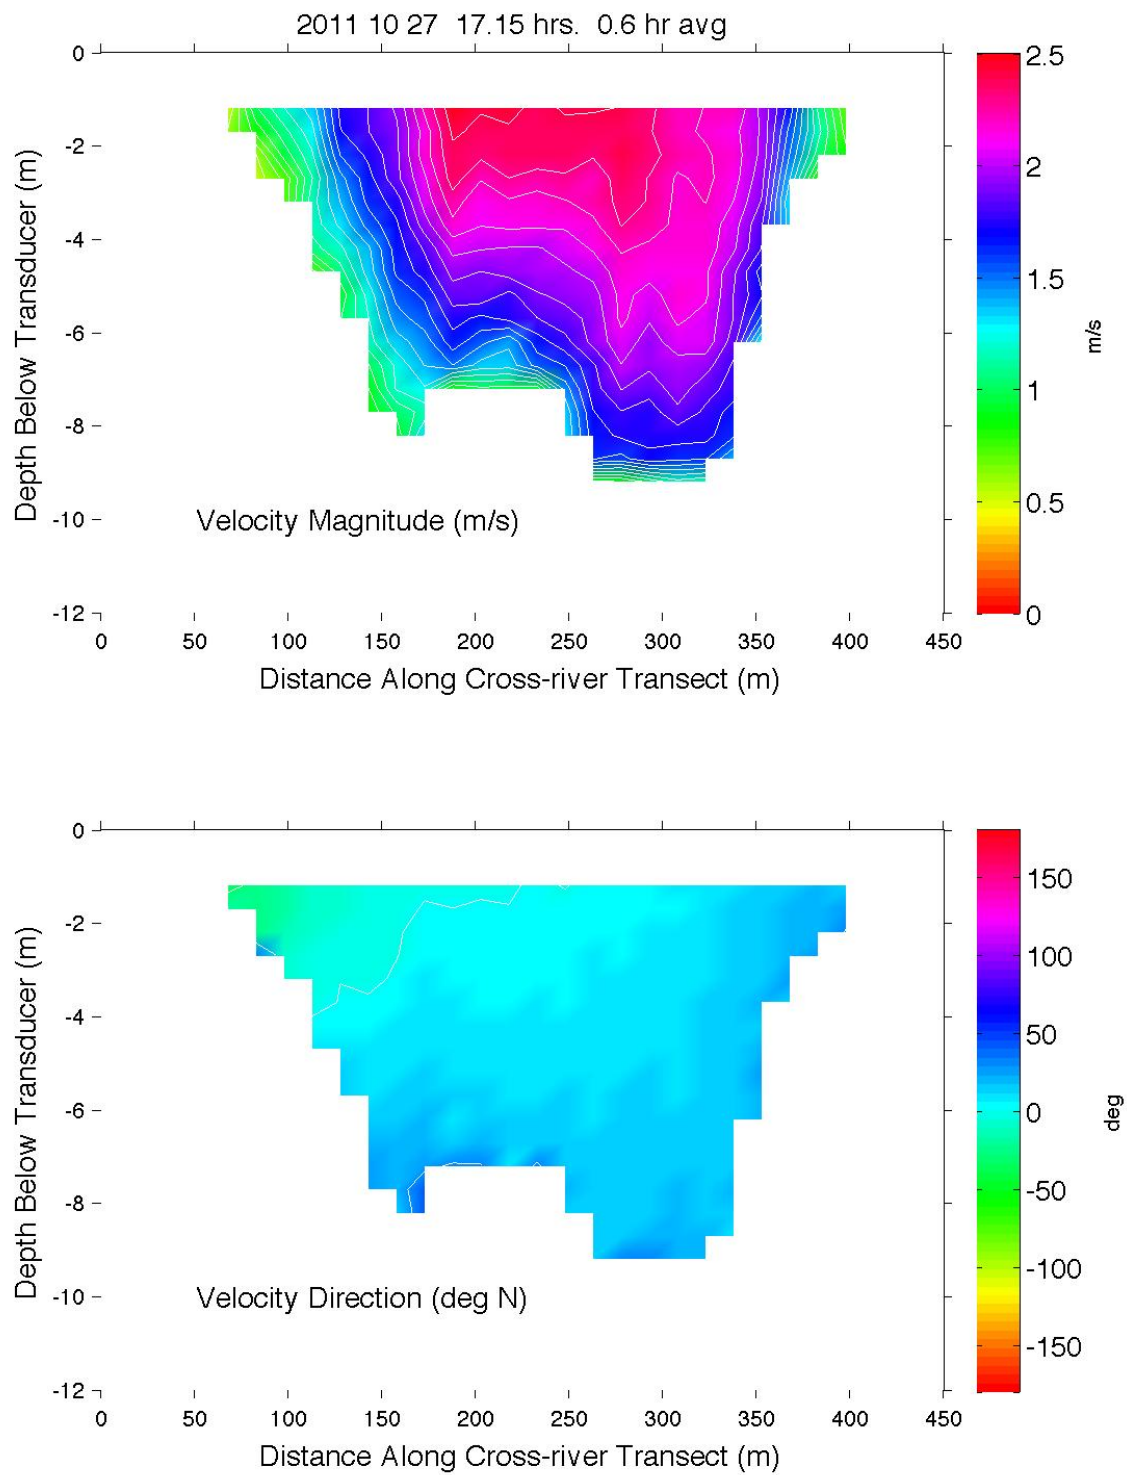 2011 10 27 17.15 hrs. 0.6 hr avg
0
-2
-4
-6
-8
-10
-12
Depth Below Transducer (m)
Velocity Magnitude (m/s)
0 50 100 150 200 250 300 350 400 450
Distance Along Cross-river Transect (m)
2.5
2
1.5
1
0.5
0
m/s
0
-2
-4
-6
-8
-10
-12
Depth Below Transducer (m)
Velocity Direction (deg N)
0 50 100 150 200 250 300 350 400 450
Distance Along Cross-river Transect (m)
150
100
50
0
-50
-100
-150
deg